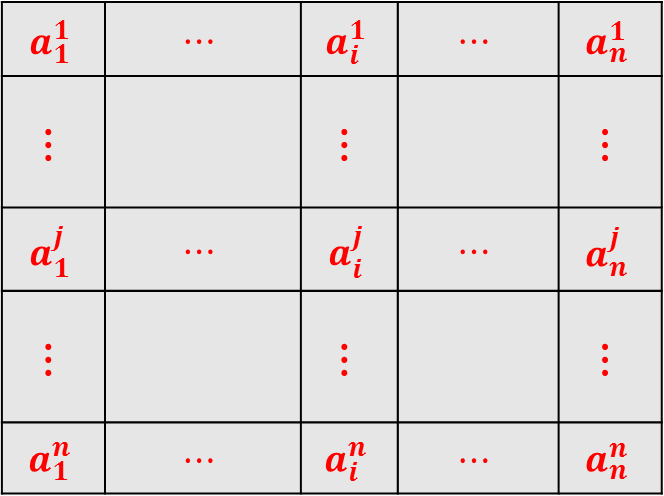 a_1^1 ⋯ a_i^1 ⋯ a_n^1
⋮ ⋮ ⋮
a_1^j ⋯ a_i^j ⋯ a_n^j
⋮ ⋮ ⋮
a_1^n ⋯ a_i^n ⋯ a_n^n